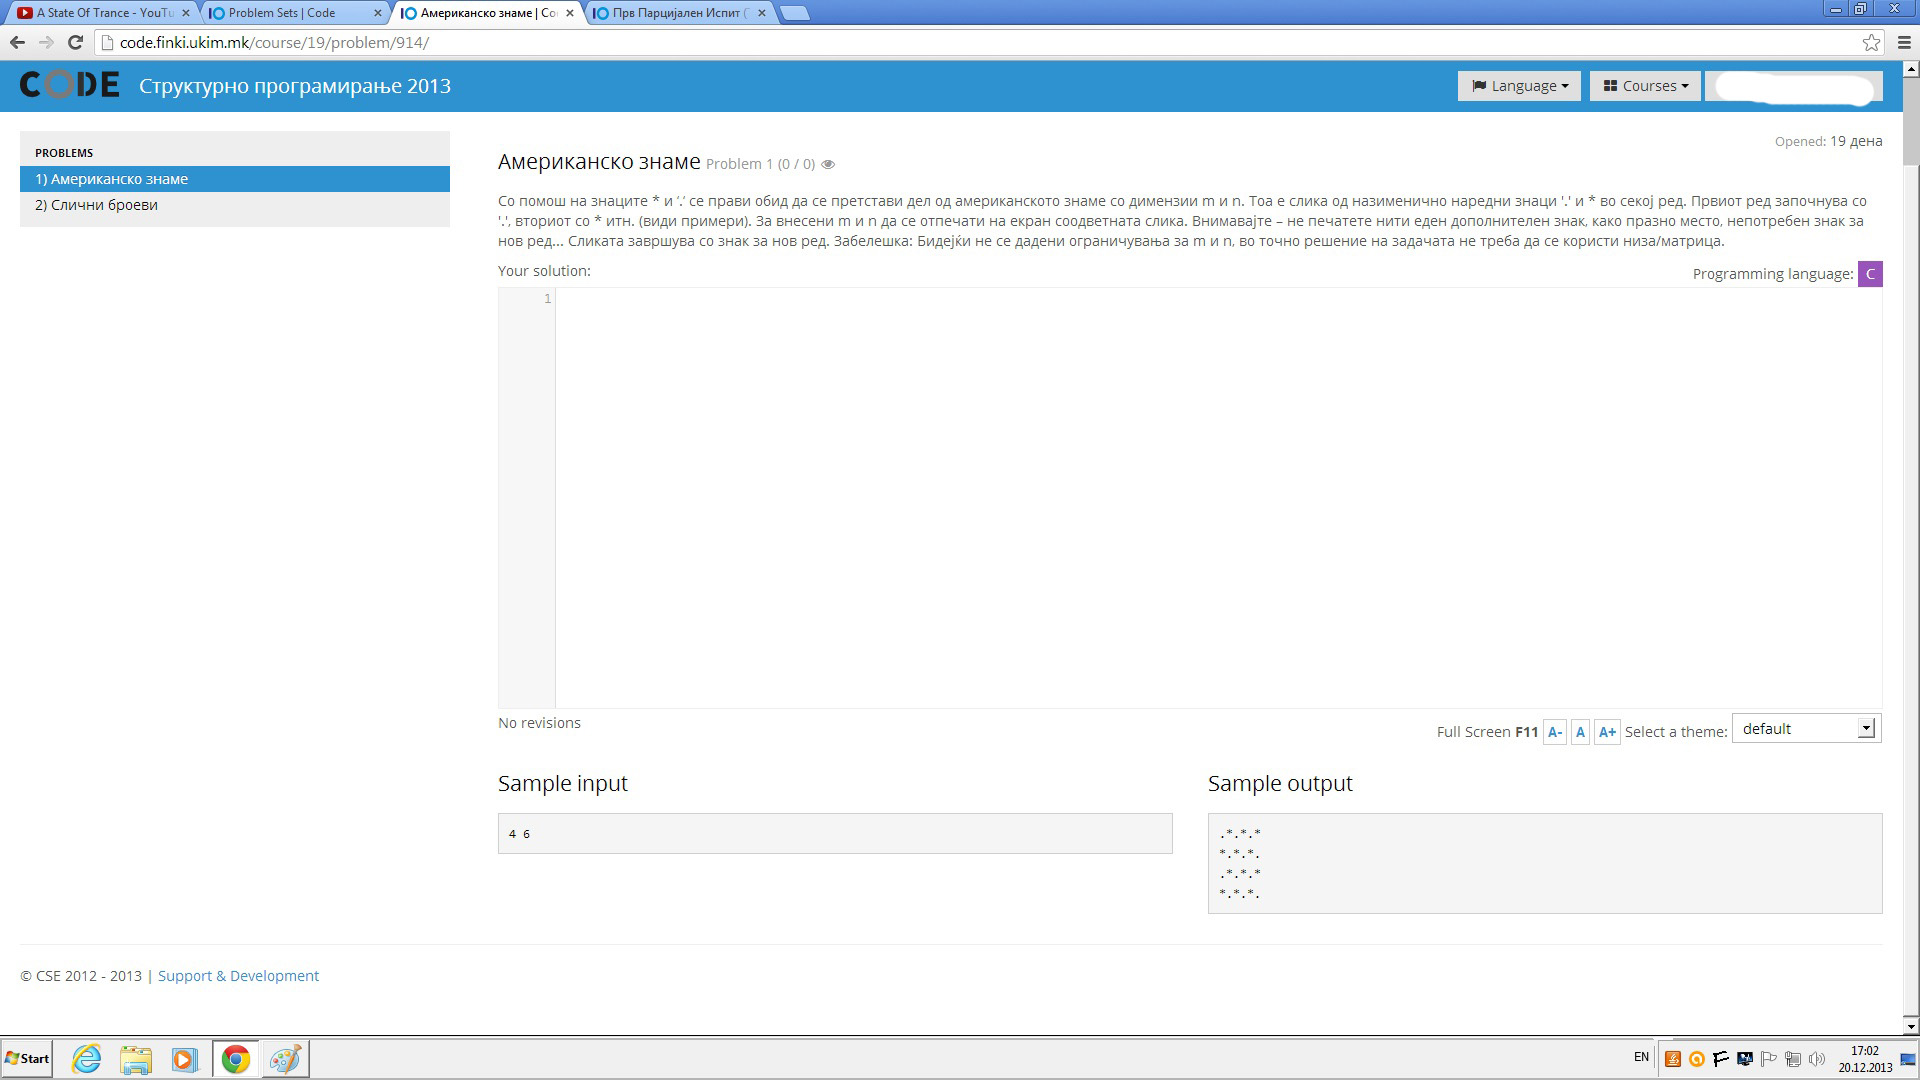 A State Of Trance - YouTu
Problem Sets | Code
Американско знаме | Co
Прв Парцијален Испит (
code.finki.ukim.mk/course/19/problem/914/
CODE Структурно програмирање 2013
Language
Courses
PROBLEMS
1) Американско знаме
2) Слични броеви
Opened: 19 дена
Американско знаме Problem 1 (0 / 0)
Со помош на знаците * и '.' се прави обид да се претстави дел од американското знаме со димензии m и n. Тоа е слика од назименично наредни знаци '.' и * во секој ред. Првиот ред започнува со
'.', вториот со * итн. (види примери). За внесени m и n да се отпечати на екран соодветната слика. Внимавајте – не печатете нити еден дополнителен знак, како празно место, непотребен знак за
нов ред... Сликата завршува со знак за нов ред. Забелешка: Бидејќи не се дадени ограничувања за m и n, во точно решение на задачата не треба да се користи низа/матрица.
Your solution:
Programming language: C
1
No revisions
Full Screen F11 A- A A+ Select a theme: default
Sample input
4 6
Sample output
.*.*.*
*.*.*.
.*.*.*
*.*.*.
© CSE 2012 - 2013 | Support & Development
Start
EN
17:02
20.12.2013